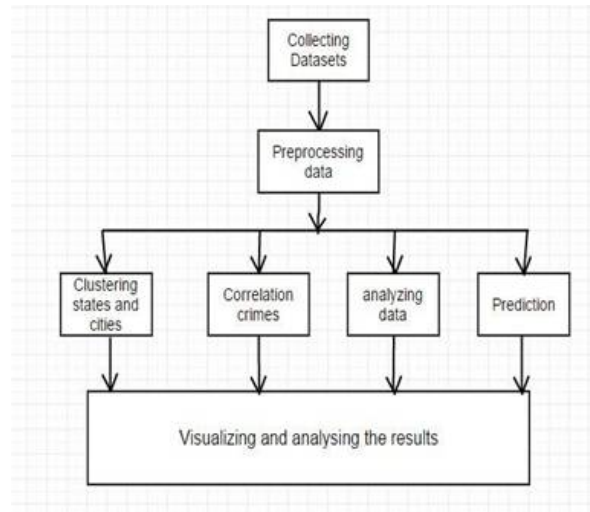 Collecting
Datasets
Preprocessing
data
Clustering
states and
cities
Correlation
crimes
analyzing
data
Prediction
Visualizing and analysing the results